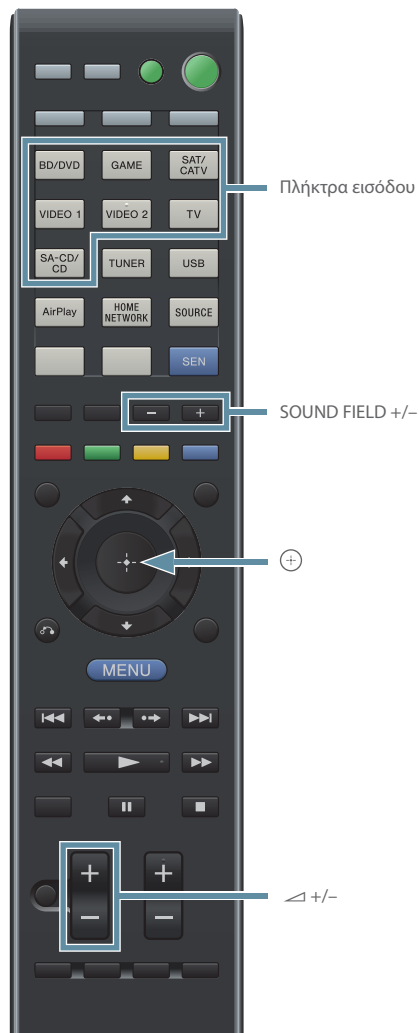 BD/DVD
GAME
SAT/
CATV
Πλήκτρα εισόδου
VIDEO 1
VIDEO 2
TV
SA-CD/
CD
TUNER
USB
AirPlay
HOME
NETWORK
SOURCE
SEN
– +
SOUND FIELD +/–
MENU
+ +
– –
+/–